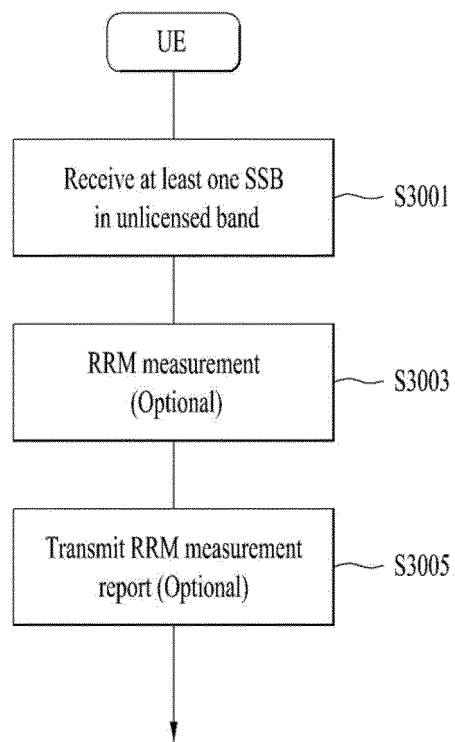 UE
Receive at least one SSB
in unlicensed band
S3001
RRM measurement
(Optional)
S3003
Transmit RRM measurement
report (Optional)
S3005